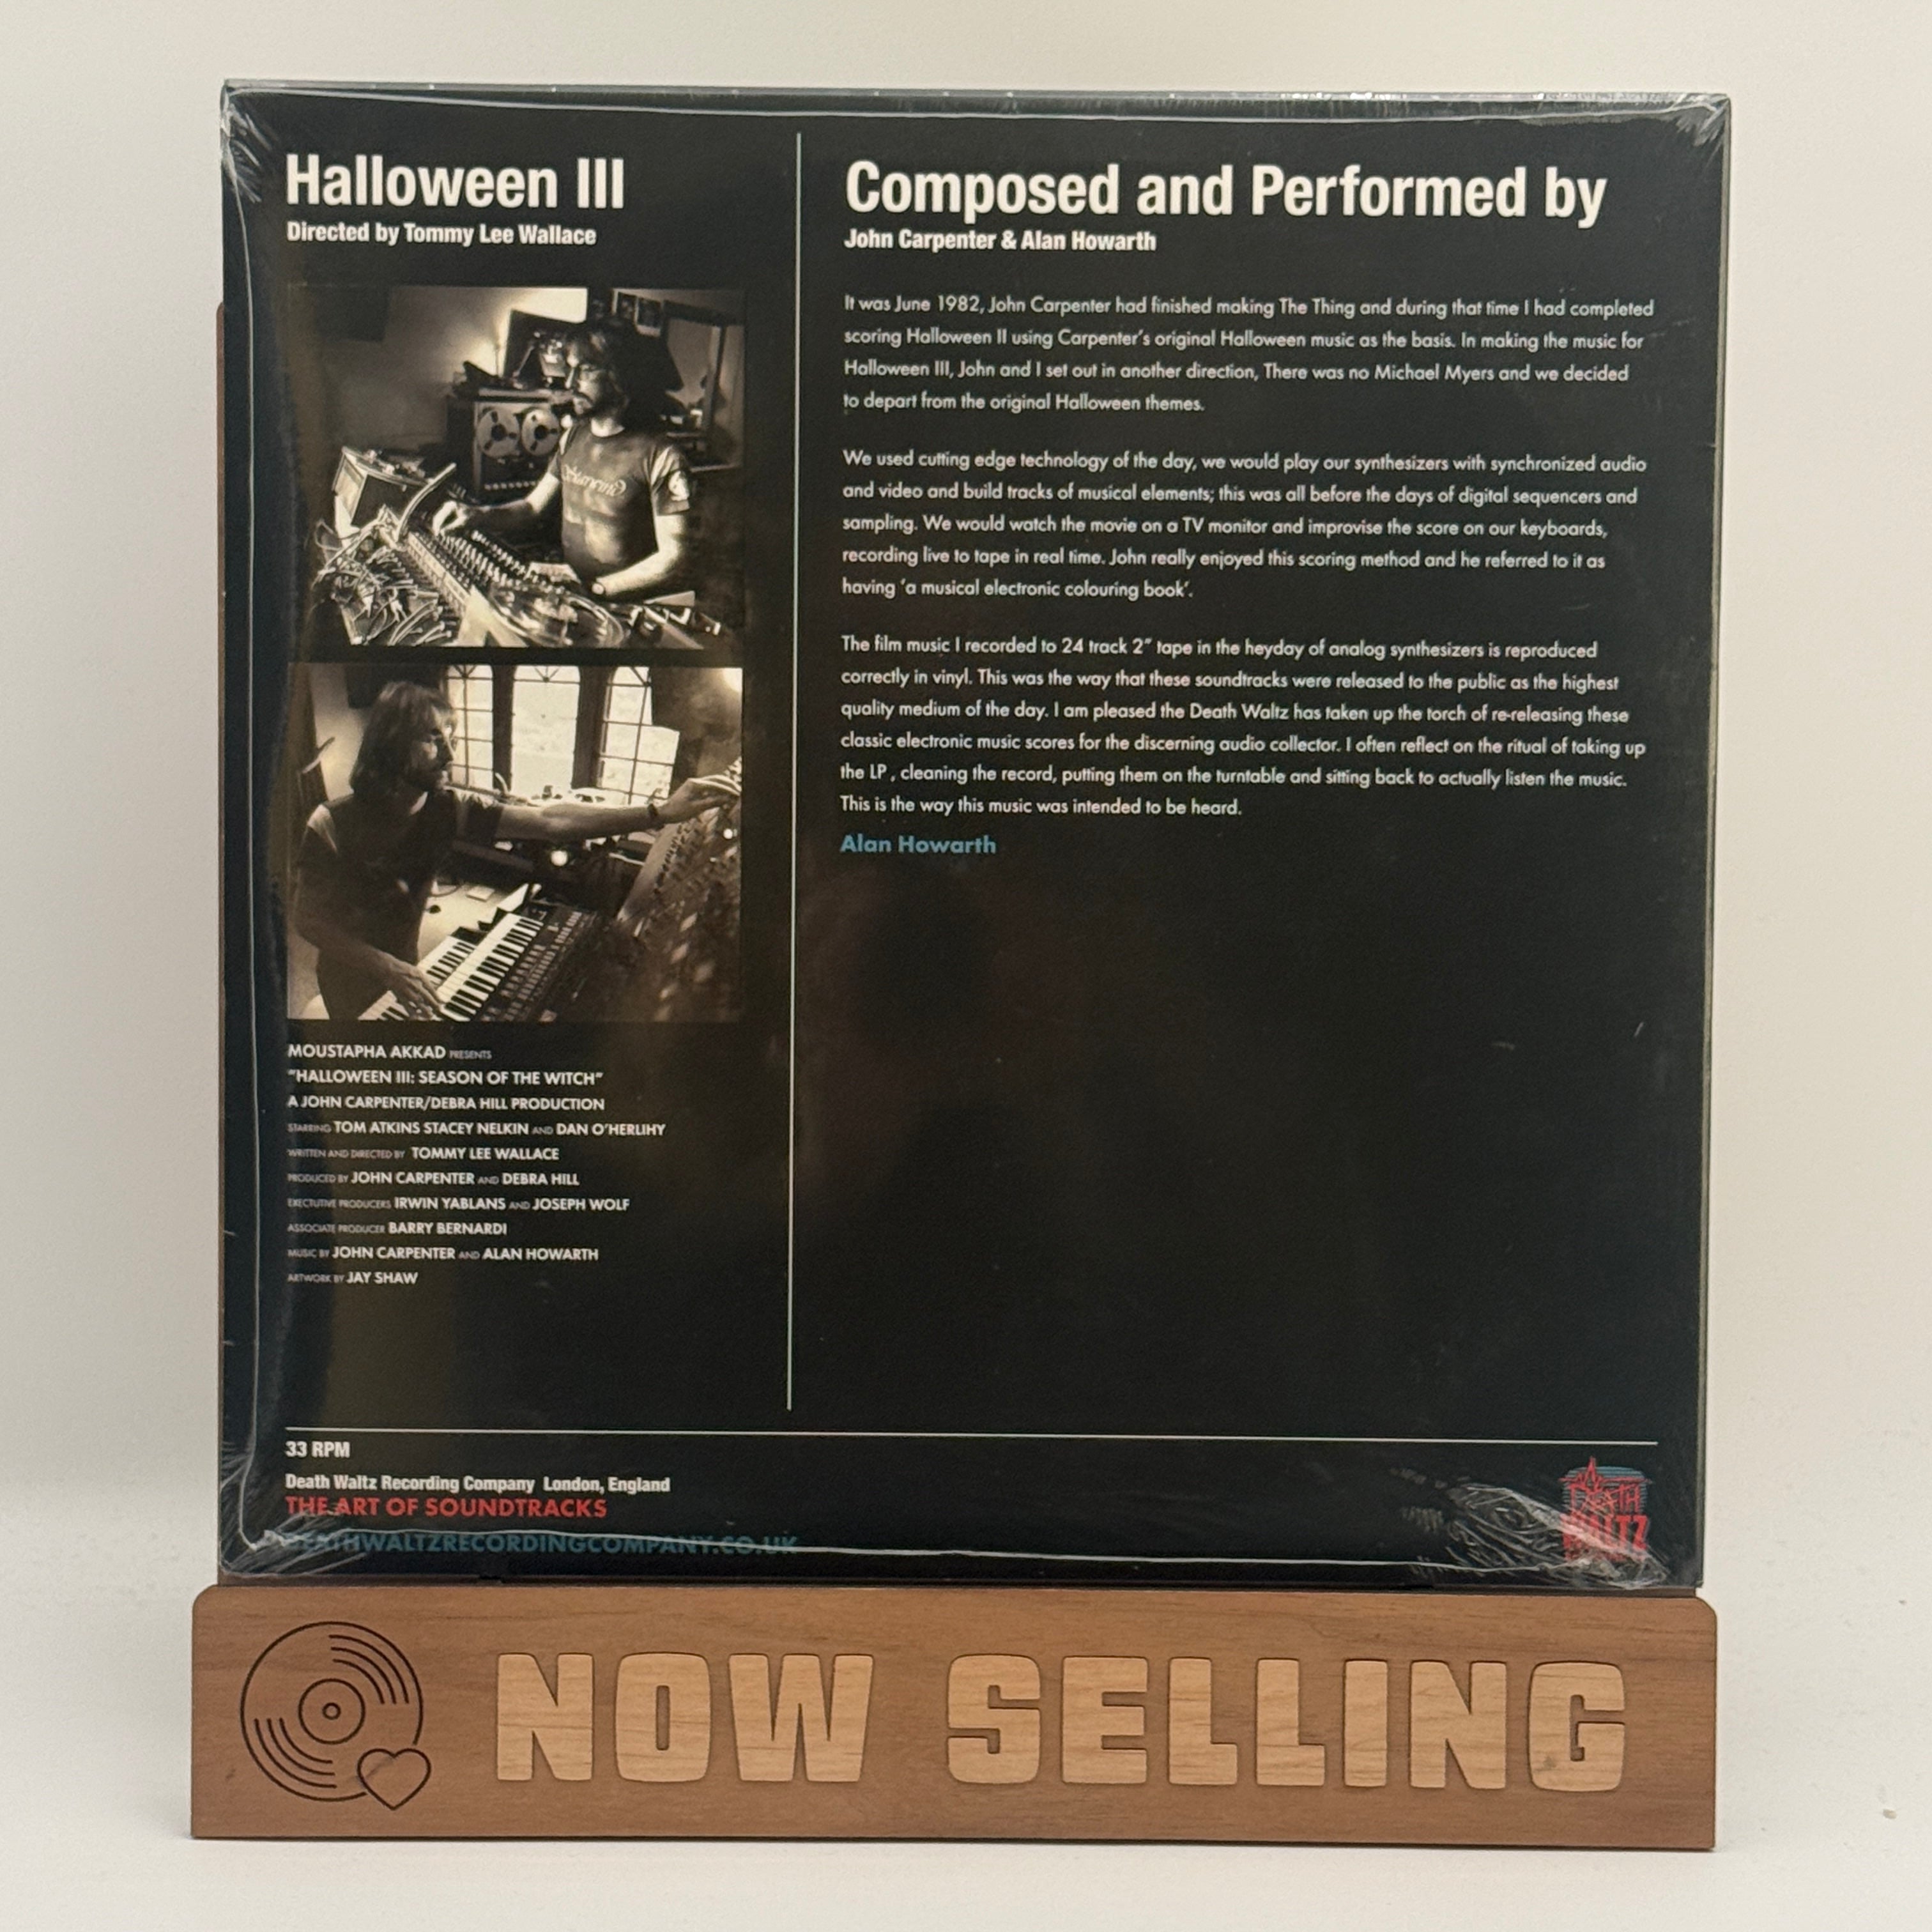 Halloween III
Directed by Tommy Lee Wallace
MOUSTAPHA AKKAD PRESENTS
"HALLOWEEN III: SEASON OF THE WITCH"
A JOHN CARPENTER/DEBRA HILL PRODUCTION
STARRING TOM ATKINS STACEY NELKIN AND DAN O'HERLIHY
WRITTEN AND DIRECTED BY TOMMY LEE WALLACE
PRODUCED BY JOHN CARPENTER AND DEBRA HILL
EXECTUTIVE PRODUCERS IRWIN YABLANS AND JOSEPH WOLF
ASSOCIATE PRODUCER BARRY BERNARDI
MUSIC BY JOHN CARPENTER AND ALAN HOWARTH
ARTWORK BY JAY SHAW
Composed and Performed by
John Carpenter & Alan Howarth
It was June 1982, John Carpenter had finished making The Thing and during that time I had completed
scoring Halloween II using Carpenter's original Halloween music as the basis. In making the music for
Halloween III, John and I set out in another direction, There was no Michael Myers and we decided
to depart from the original Halloween themes.
We used cutting edge technology of the day, we would play our synthesizers with synchronized audio
and video and build tracks of musical elements; this was all before the days of digital sequencers and
sampling. We would watch the movie on a TV monitor and improvise the score on our keyboards,
recording live to tape in real time. John really enjoyed this scoring method and he referred to it as
having 'a musical electronic colouring book'.
The film music I recorded to 24 track 2" tape in the heyday of analog synthesizers is reproduced
correctly in vinyl. This was the way that these soundtracks were released to the public as the highest
quality medium of the day. I am pleased the Death Waltz has taken up the torch of re-releasing these
classic electronic music scores for the discerning audio collector. I often reflect on the ritual of taking up
the LP , cleaning the record, putting them on the turntable and sitting back to actually listen the music.
This is the way this music was intended to be heard.
Alan Howarth
33 RPM
Death Waltz Recording Company London, England
THE ART OF SOUNDTRACKS
DEATHWALTZRECORDINGCOMPANY.CO.UK
DEATH
WALTZ
NOW SELLING